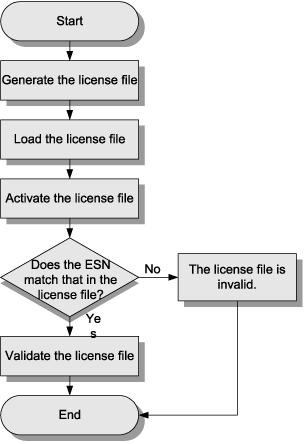 Start
Generate the license file
Load the license file
Activate the license file
Does the ESN
match that in the
license file?
No
The license file is
invalid.
Ye
s
Validate the license file
End